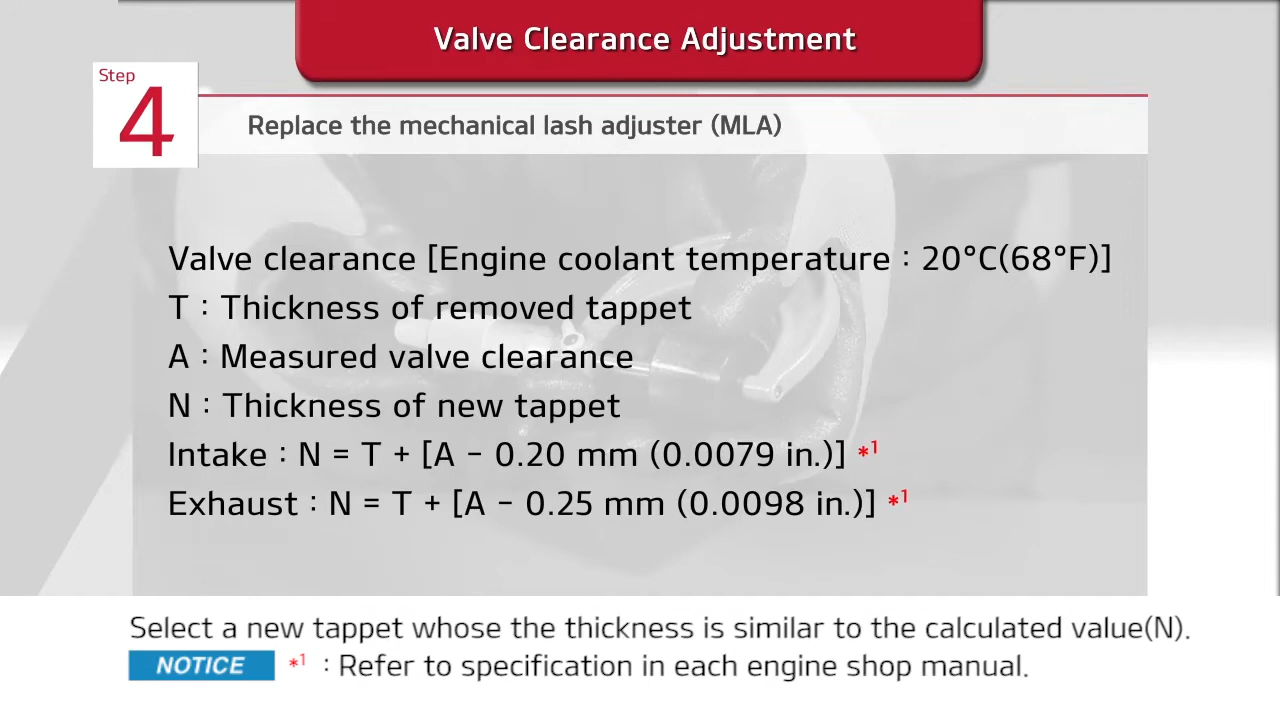 Valve Clearance Adjustment
Step
4
Replace the mechanical lash adjuster (MLA)
Valve clearance [Engine coolant temperature : 20°C(68°F)]
T : Thickness of removed tappet
A : Measured valve clearance
N : Thickness of new tappet
Intake : N = T + [A - 0.20 mm (0.0079 in.)] *1
Exhaust : N = T + [A - 0.25 mm (0.0098 in.)] *1
Select a new tappet whose the thickness is similar to the calculated value(N).
NOTICE *1 : Refer to specification in each engine shop manual.